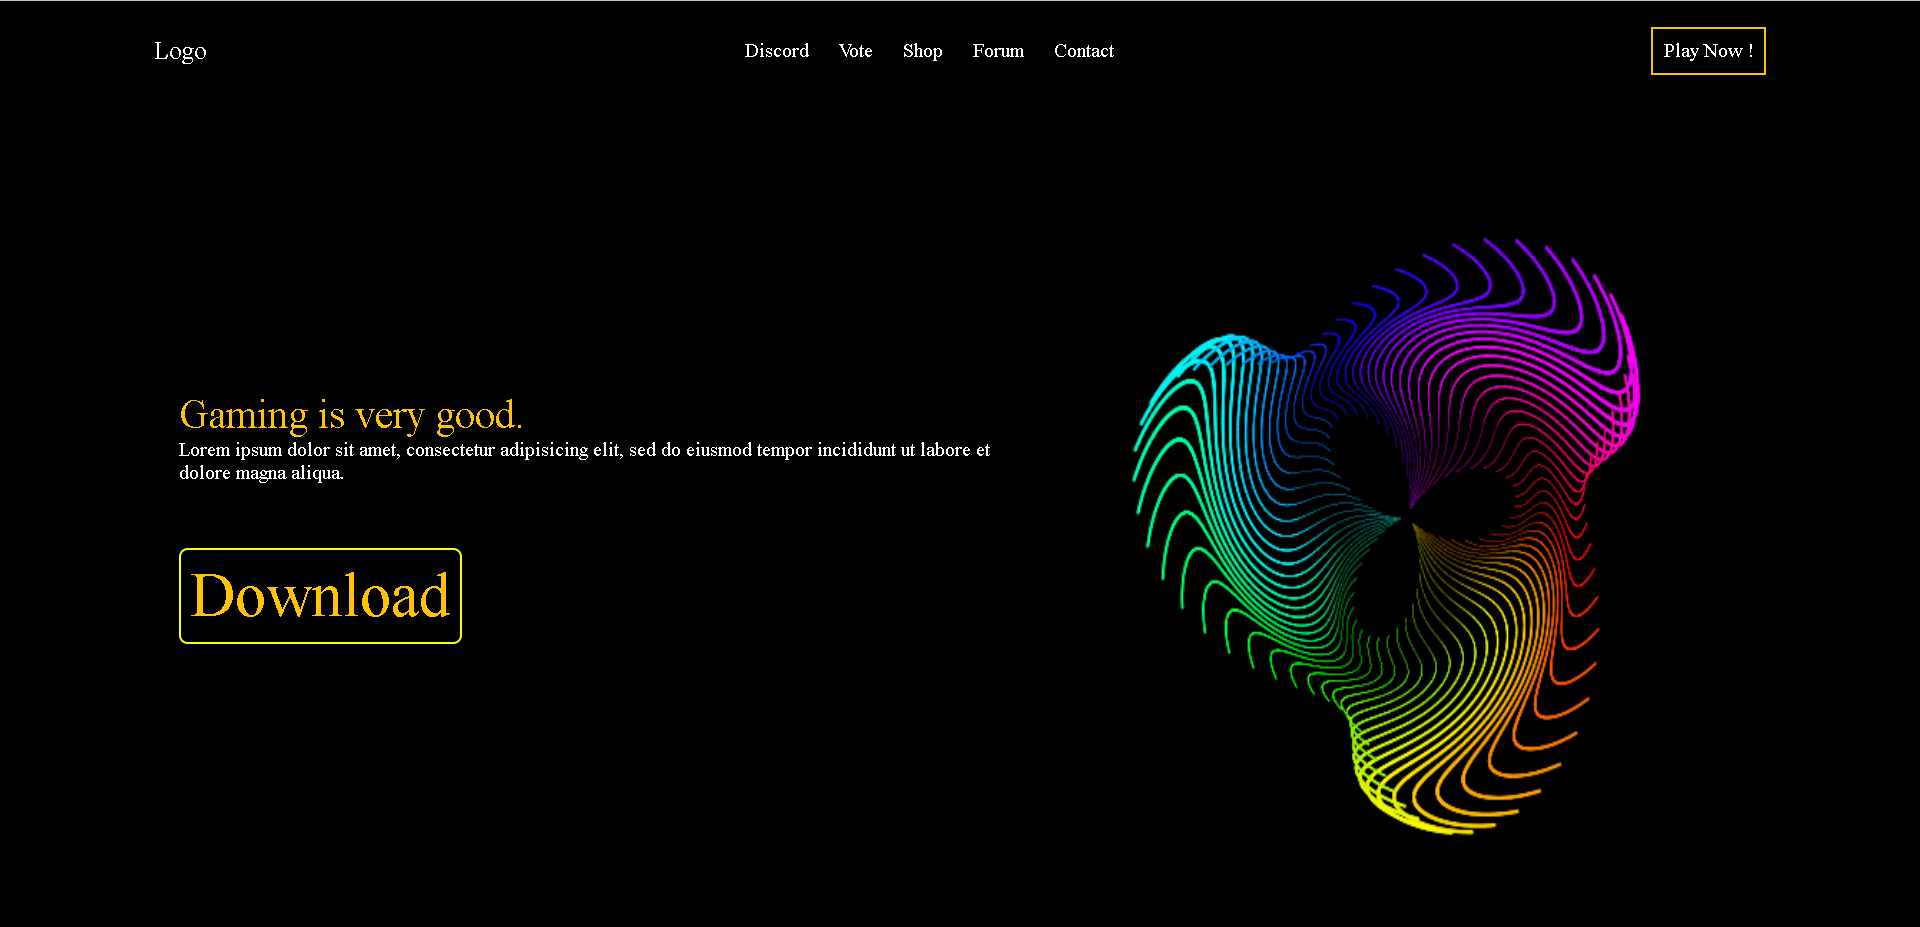 Logo
Discord Vote Shop Forum Contact
Play Now !
Gaming is very good.
Lorem ipsum dolor sit amet, consectetur adipisicing elit, sed do eiusmod tempor incididunt ut labore et
dolore magna aliqua.
Download